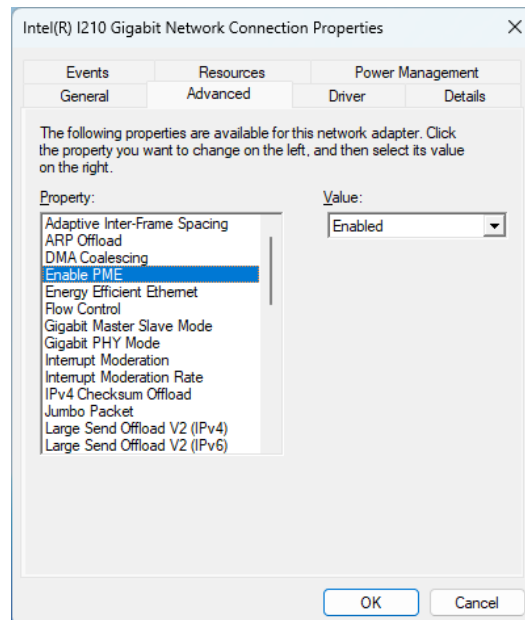 Intel(R) I210 Gigabit Network Connection Properties
Events Resources Power Management
General Advanced Driver Details
The following properties are available for this network adapter. Click
the property you want to change on the left, and then select its value
on the right.
Property:
Value:
Adaptive Inter-Frame Spacing
Enabled
ARP Offload
DMA Coalescing
Enable PME
Energy Efficient Ethernet
Flow Control
Gigabit Master Slave Mode
Gigabit PHY Mode
Interrupt Moderation
Interrupt Moderation Rate
IPv4 Checksum Offload
Jumbo Packet
Large Send Offload V2 (IPv4)
Large Send Offload V2 (IPv6)
OK Cancel